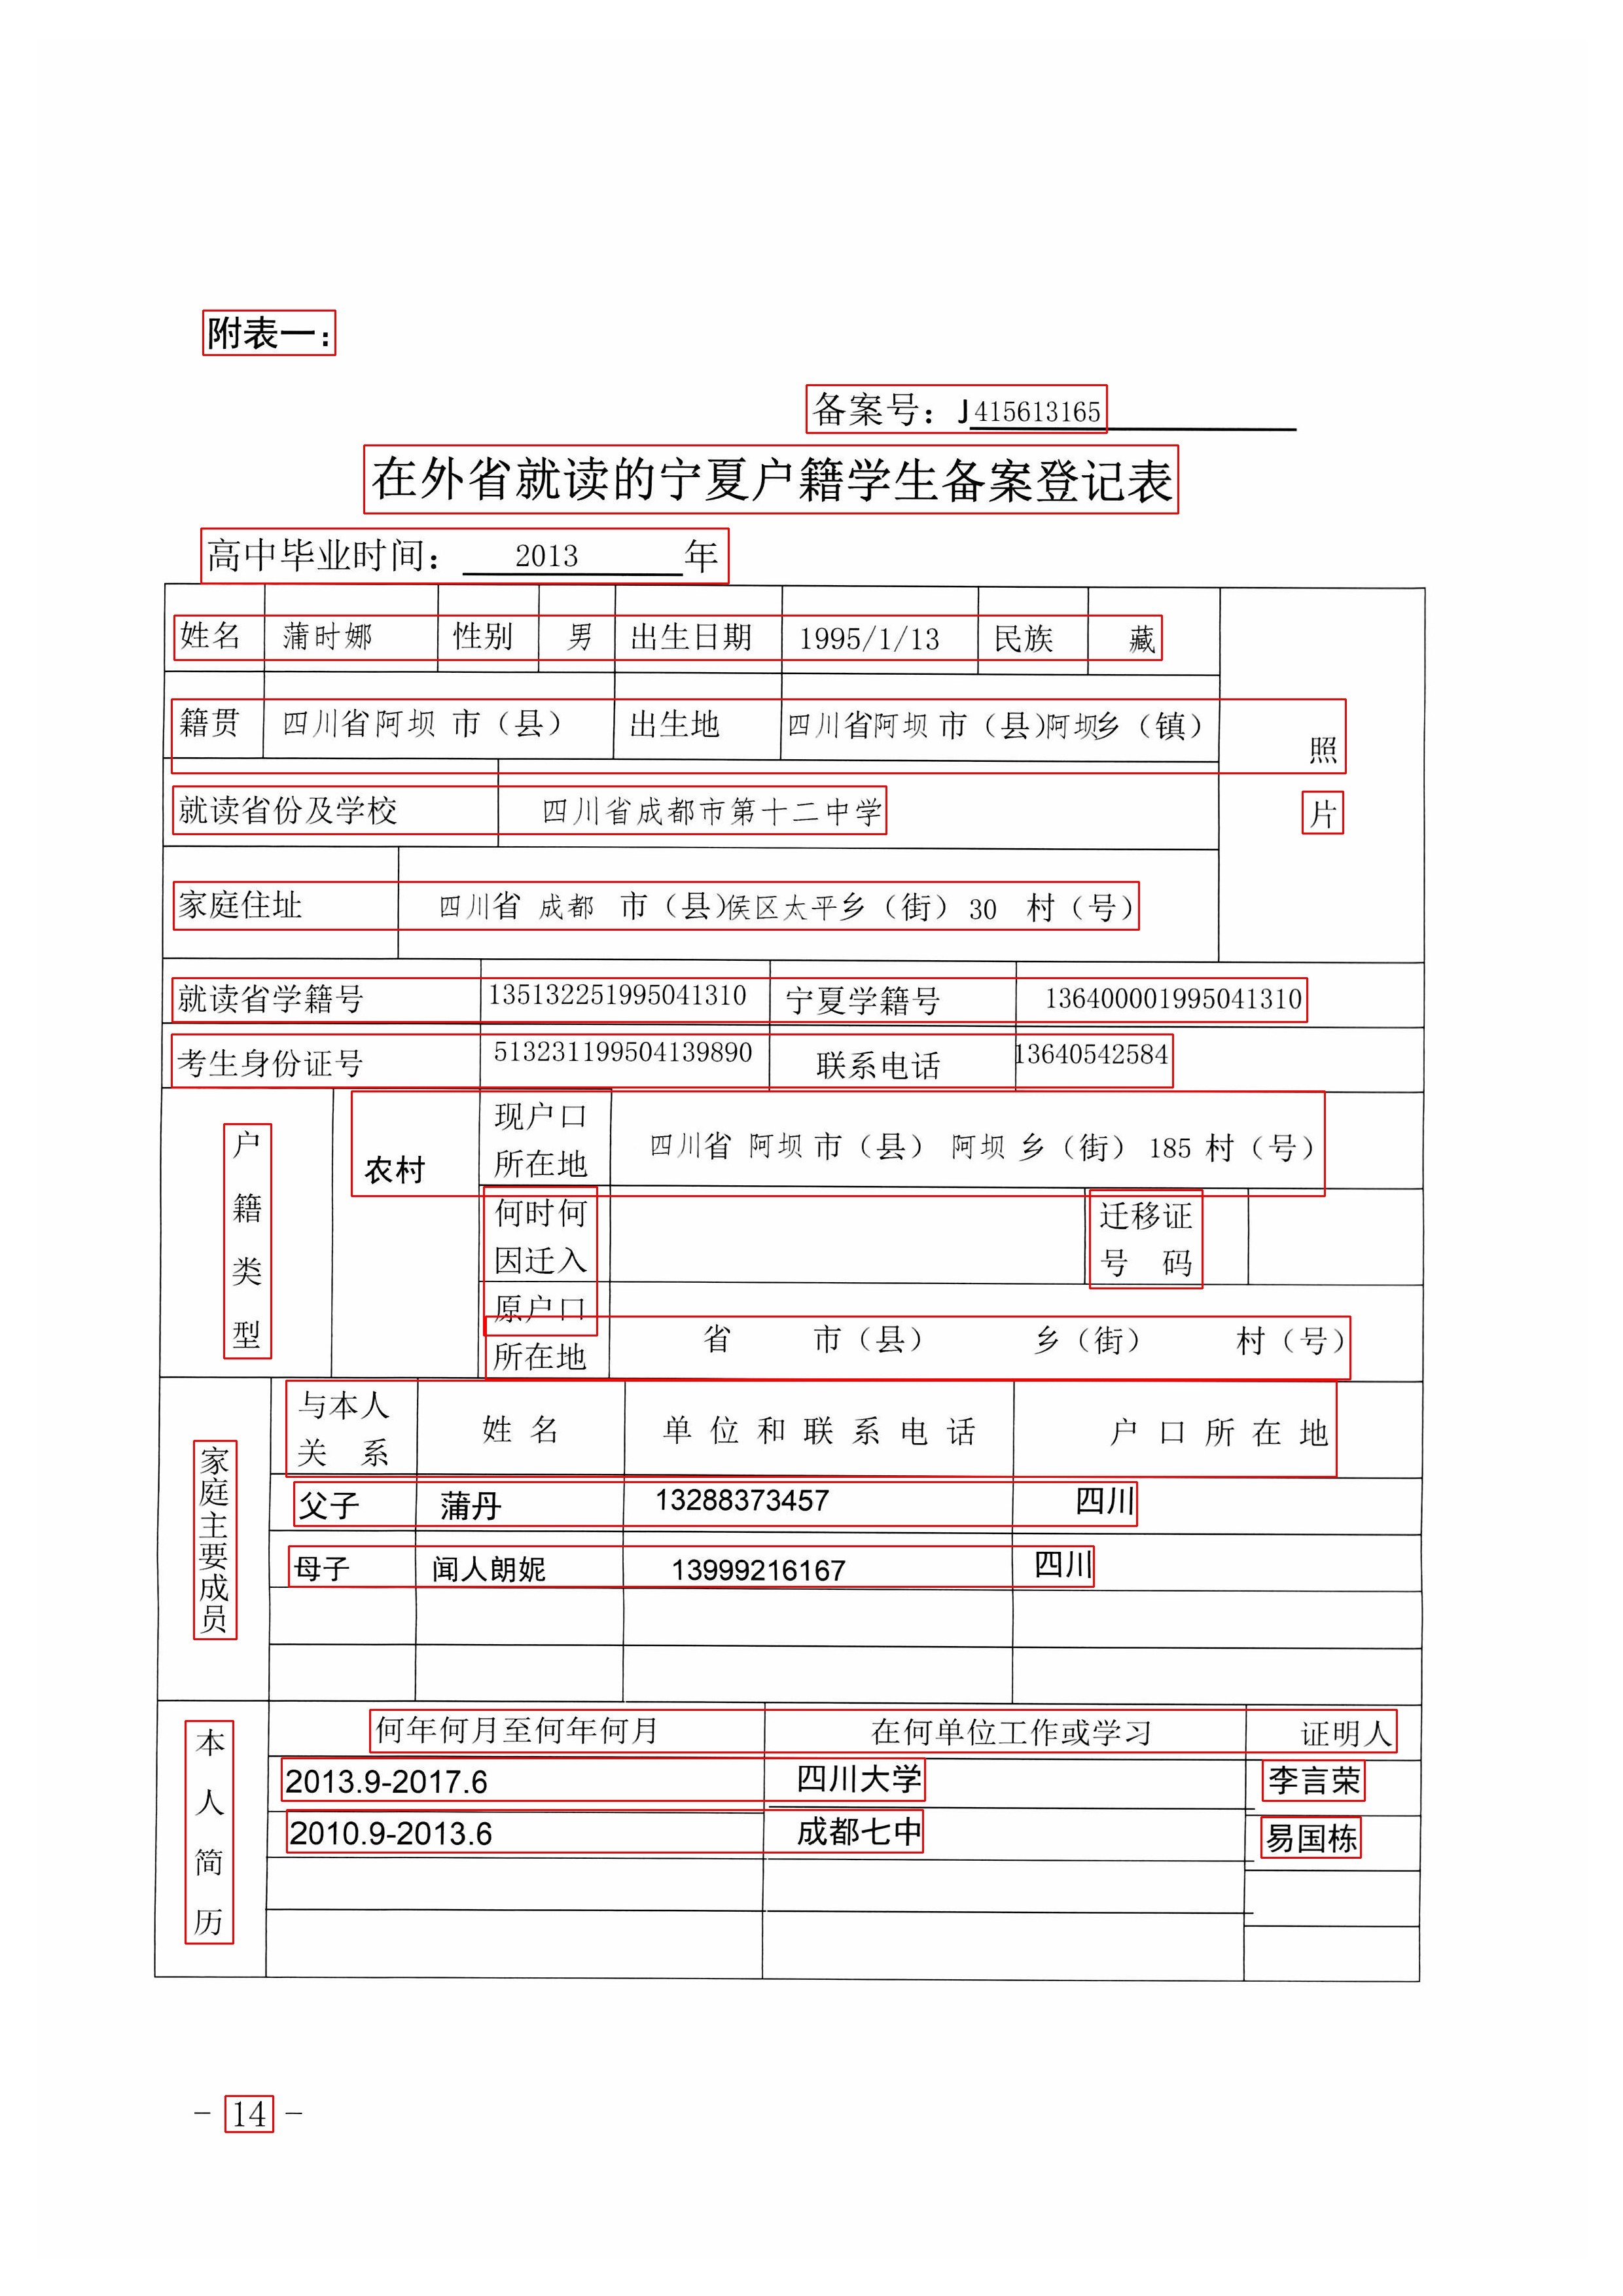 附表一：
备案号：J415613165
在外省就读的宁夏户籍学生备案登记表
高中毕业时间： 2013 年
姓名 蒲时娜 性别 男 出生日期 1995/1/13 民族 藏
籍贯 四川省阿坝 市（县） 出生地 四川省阿坝 市（县)阿坝乡（镇） 照
就读省份及学校 四川省成都市第十二中学 片
家庭住址 四川省 成都 市（县)侯区太平乡（街）30 村（号）
就读省学籍号 135132251995041310 宁夏学籍号 136400001995041310
考生身份证号 513231199504139890 联系电话 13640542584
户籍类型
农村 现户口所在地 四川省 阿坝 市（县） 阿坝 乡（街）185 村（号）
何时何因迁入 迁移证号码
原户口所在地 省 市（县） 乡（街） 村（号）
家庭主要成员
与本人关系 姓名 单位和联系电话 户口所在地
父子 蒲丹 13288373457 四川
母子 闻人朗妮 13999216167 四川
本人简历
何年何月至何年何月 在何单位工作或学习 证明人
2013.9-2017.6 四川大学 李言荣
2010.9-2013.6 成都七中 易国栋
- 14 -